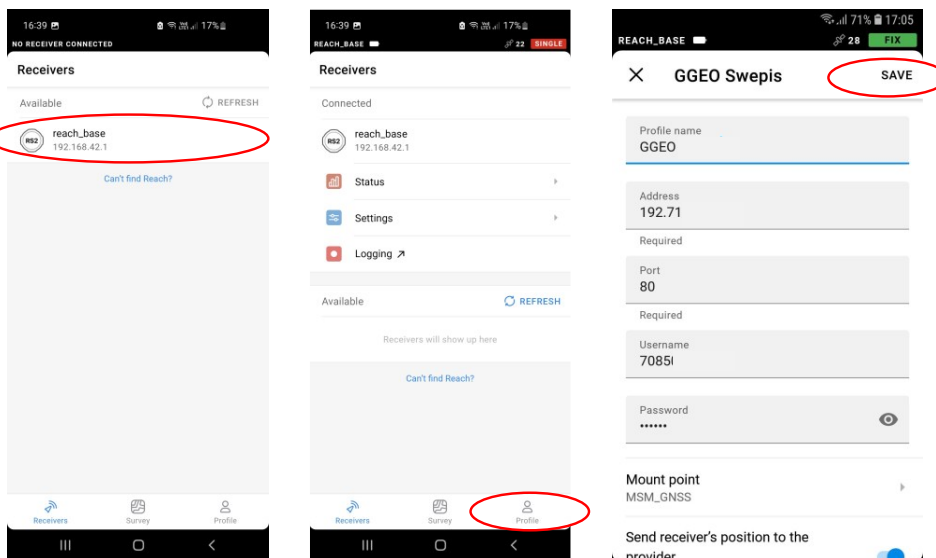 16:39 17%
NO RECEIVER CONNECTED
Receivers
Available REFRESH
RS2 reach_base
192.168.42.1
Can't find Reach?
Receivers Survey Profile
16:39 17%
REACH_BASE 22 SINGLE
Receivers
Connected
RS2 reach_base
192.168.42.1
Status
Settings
Logging
Available REFRESH
Receivers will show up here
Can't find Reach?
Receivers Survey Profile
71% 17:05
REACH_BASE 28 FIX
GGEO Swepis SAVE
Profile name
GGEO
Address
192.71
Required
Port
80
Required
Username
7085
Password
••••••
Mount point
MSM_GNSS
Send receiver's position to the
provider